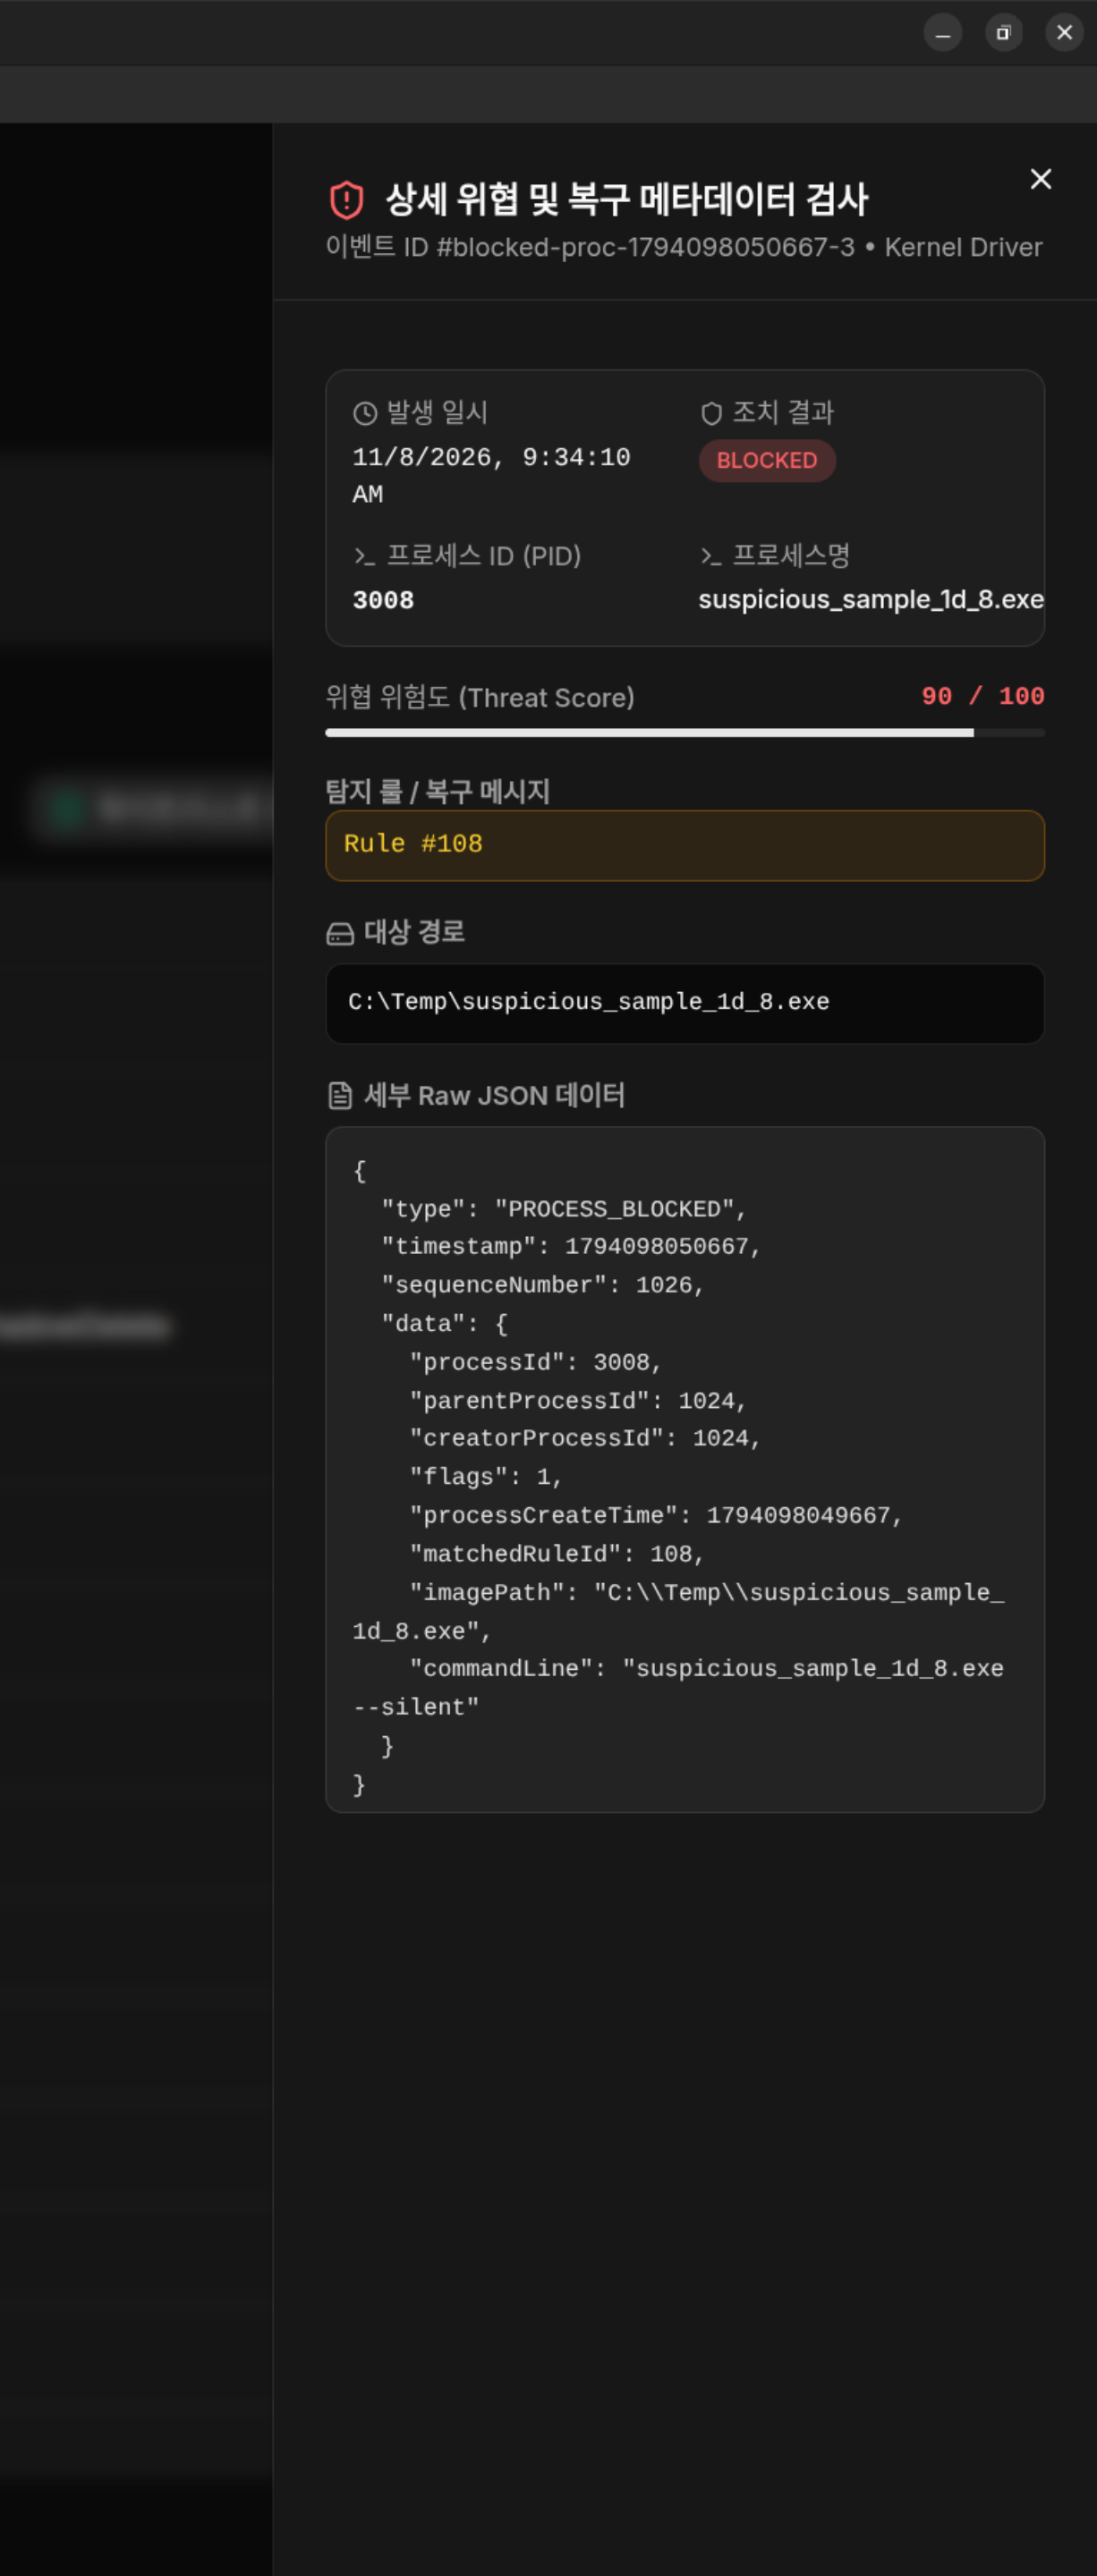 상세 위협 및 복구 메타데이터 검사
이벤트 ID #blocked-proc-1794098050667-3 • Kernel Driver
발생 일시
11/8/2026, 9:34:10
AM
조치 결과
BLOCKED
프로세스 ID (PID)
3008
프로세스명
suspicious_sample_1d_8.exe
위협 위험도 (Threat Score)
90 / 100
탐지 룰 / 복구 메시지
Rule #108
대상 경로
C:\Temp\suspicious_sample_1d_8.exe
세부 Raw JSON 데이터
{
  "type": "PROCESS_BLOCKED",
  "timestamp": 1794098050667,
  "sequenceNumber": 1026,
  "data": {
    "processId": 3008,
    "parentProcessId": 1024,
    "creatorProcessId": 1024,
    "flags": 1,
    "processCreateTime": 1794098049667,
    "matchedRuleId": 108,
    "imagePath": "C:\\Temp\\suspicious_sample_
1d_8.exe",
    "commandLine": "suspicious_sample_1d_8.exe
--silent"
  }
}